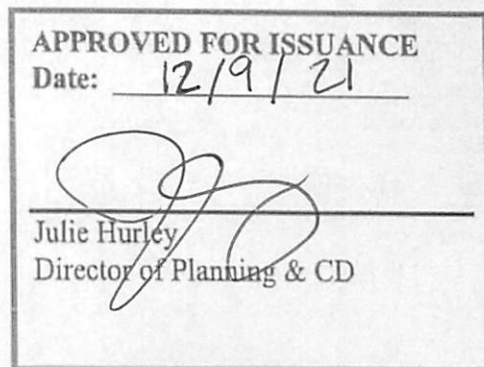 APPROVED FOR ISSUANCE
Date: 12/9/21
Julie Hurley
Director of Planning & CD